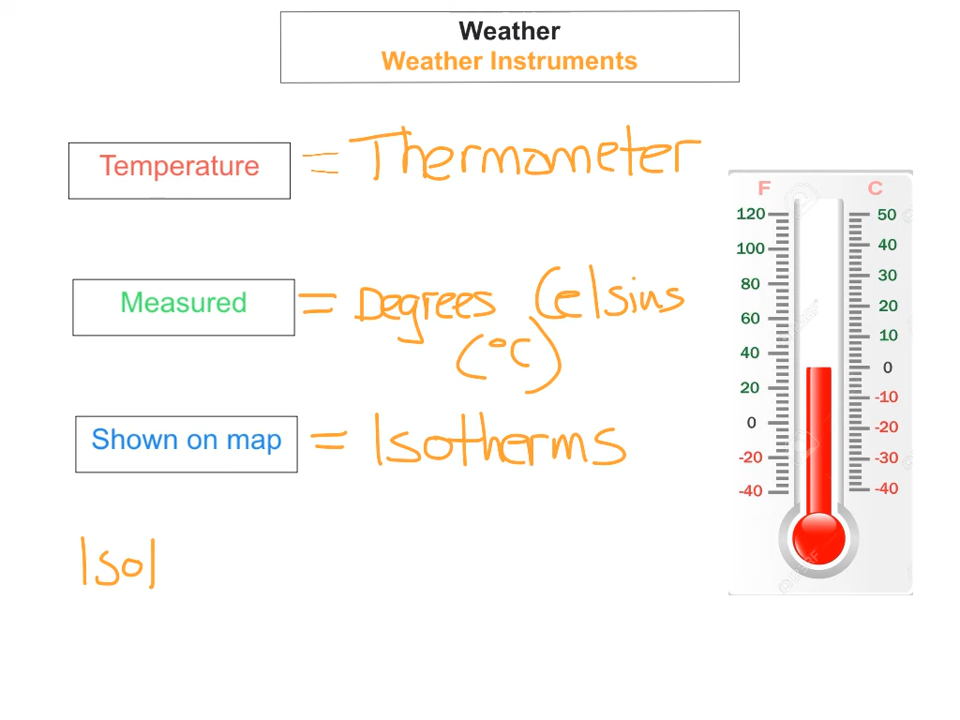 Weather
Weather Instruments
Temperature = Thermometer
Measured = Degrees Celsius
(°C)
Shown on map = Isotherms
Isol
F C
120 50
100 40
80 30
60 20
40 10
20 0
0 -10
-20 -20
-40 -30
-40